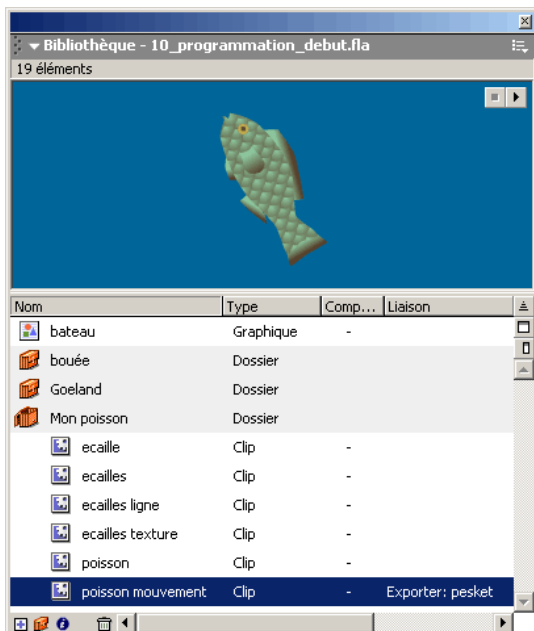 Bibliothèque - 10_programmation_debut.fla
19 éléments
Nom Type Comp... Liaison
bateau Graphique -
bouée Dossier
Goeland Dossier
Mon poisson Dossier
ecaille Clip -
ecailles Clip -
ecailles ligne Clip -
ecailles texture Clip -
poisson Clip -
poisson mouvement Clip - Exporter: pesket